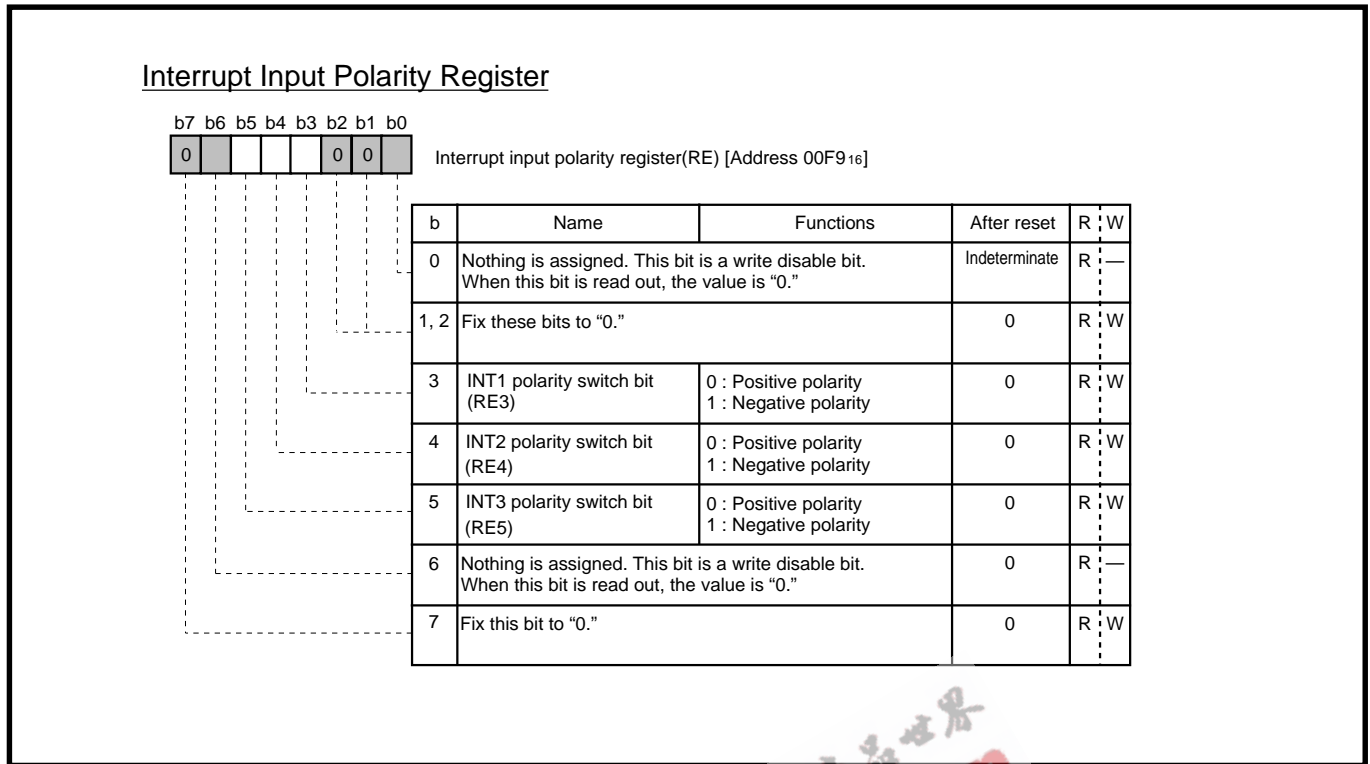 Interrupt Input Polarity Register
b7 b6 b5 b4 b3 b2 b1 b0
0 0 0
Interrupt input polarity register(RE) [Address 00F916]
b Name Functions After reset R W
0 Nothing is assigned. This bit is a write disable bit. Indeterminate R —
When this bit is read out, the value is “0.”
1, 2 Fix these bits to “0.” 0 R W
3 INT1 polarity switch bit 0 : Positive polarity 0 R W
(RE3) 1 : Negative polarity
4 INT2 polarity switch bit 0 : Positive polarity 0 R W
(RE4) 1 : Negative polarity
5 INT3 polarity switch bit 0 : Positive polarity 0 R W
(RE5) 1 : Negative polarity
6 Nothing is assigned. This bit is a write disable bit. 0 R —
When this bit is read out, the value is “0.”
7 Fix this bit to “0.” 0 R W
世界